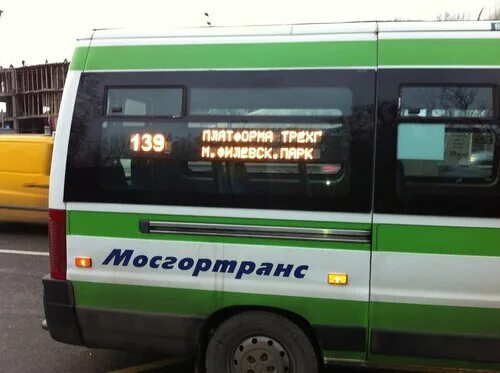 139
ПЛАТФОРМА ТРЕХГ
М.ФИЛЕВСК.ПАРК
Мосгортранс